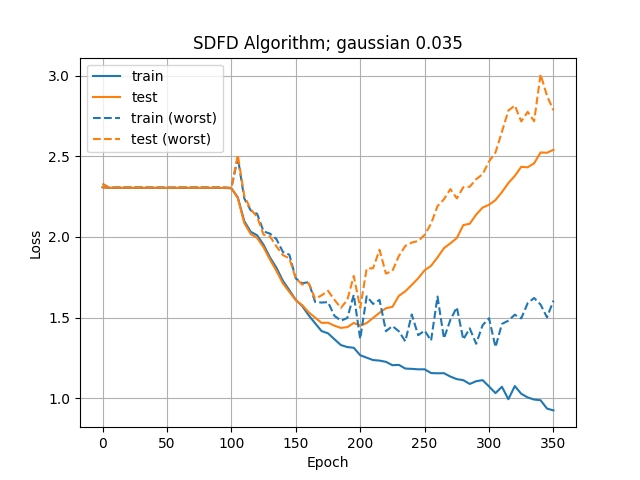 SDFD Algorithm; gaussian 0.035
train
test
train (worst)
test (worst)
Loss
3.0
2.5
2.0
1.5
1.0
0 50 100 150 200 250 300 350
Epoch